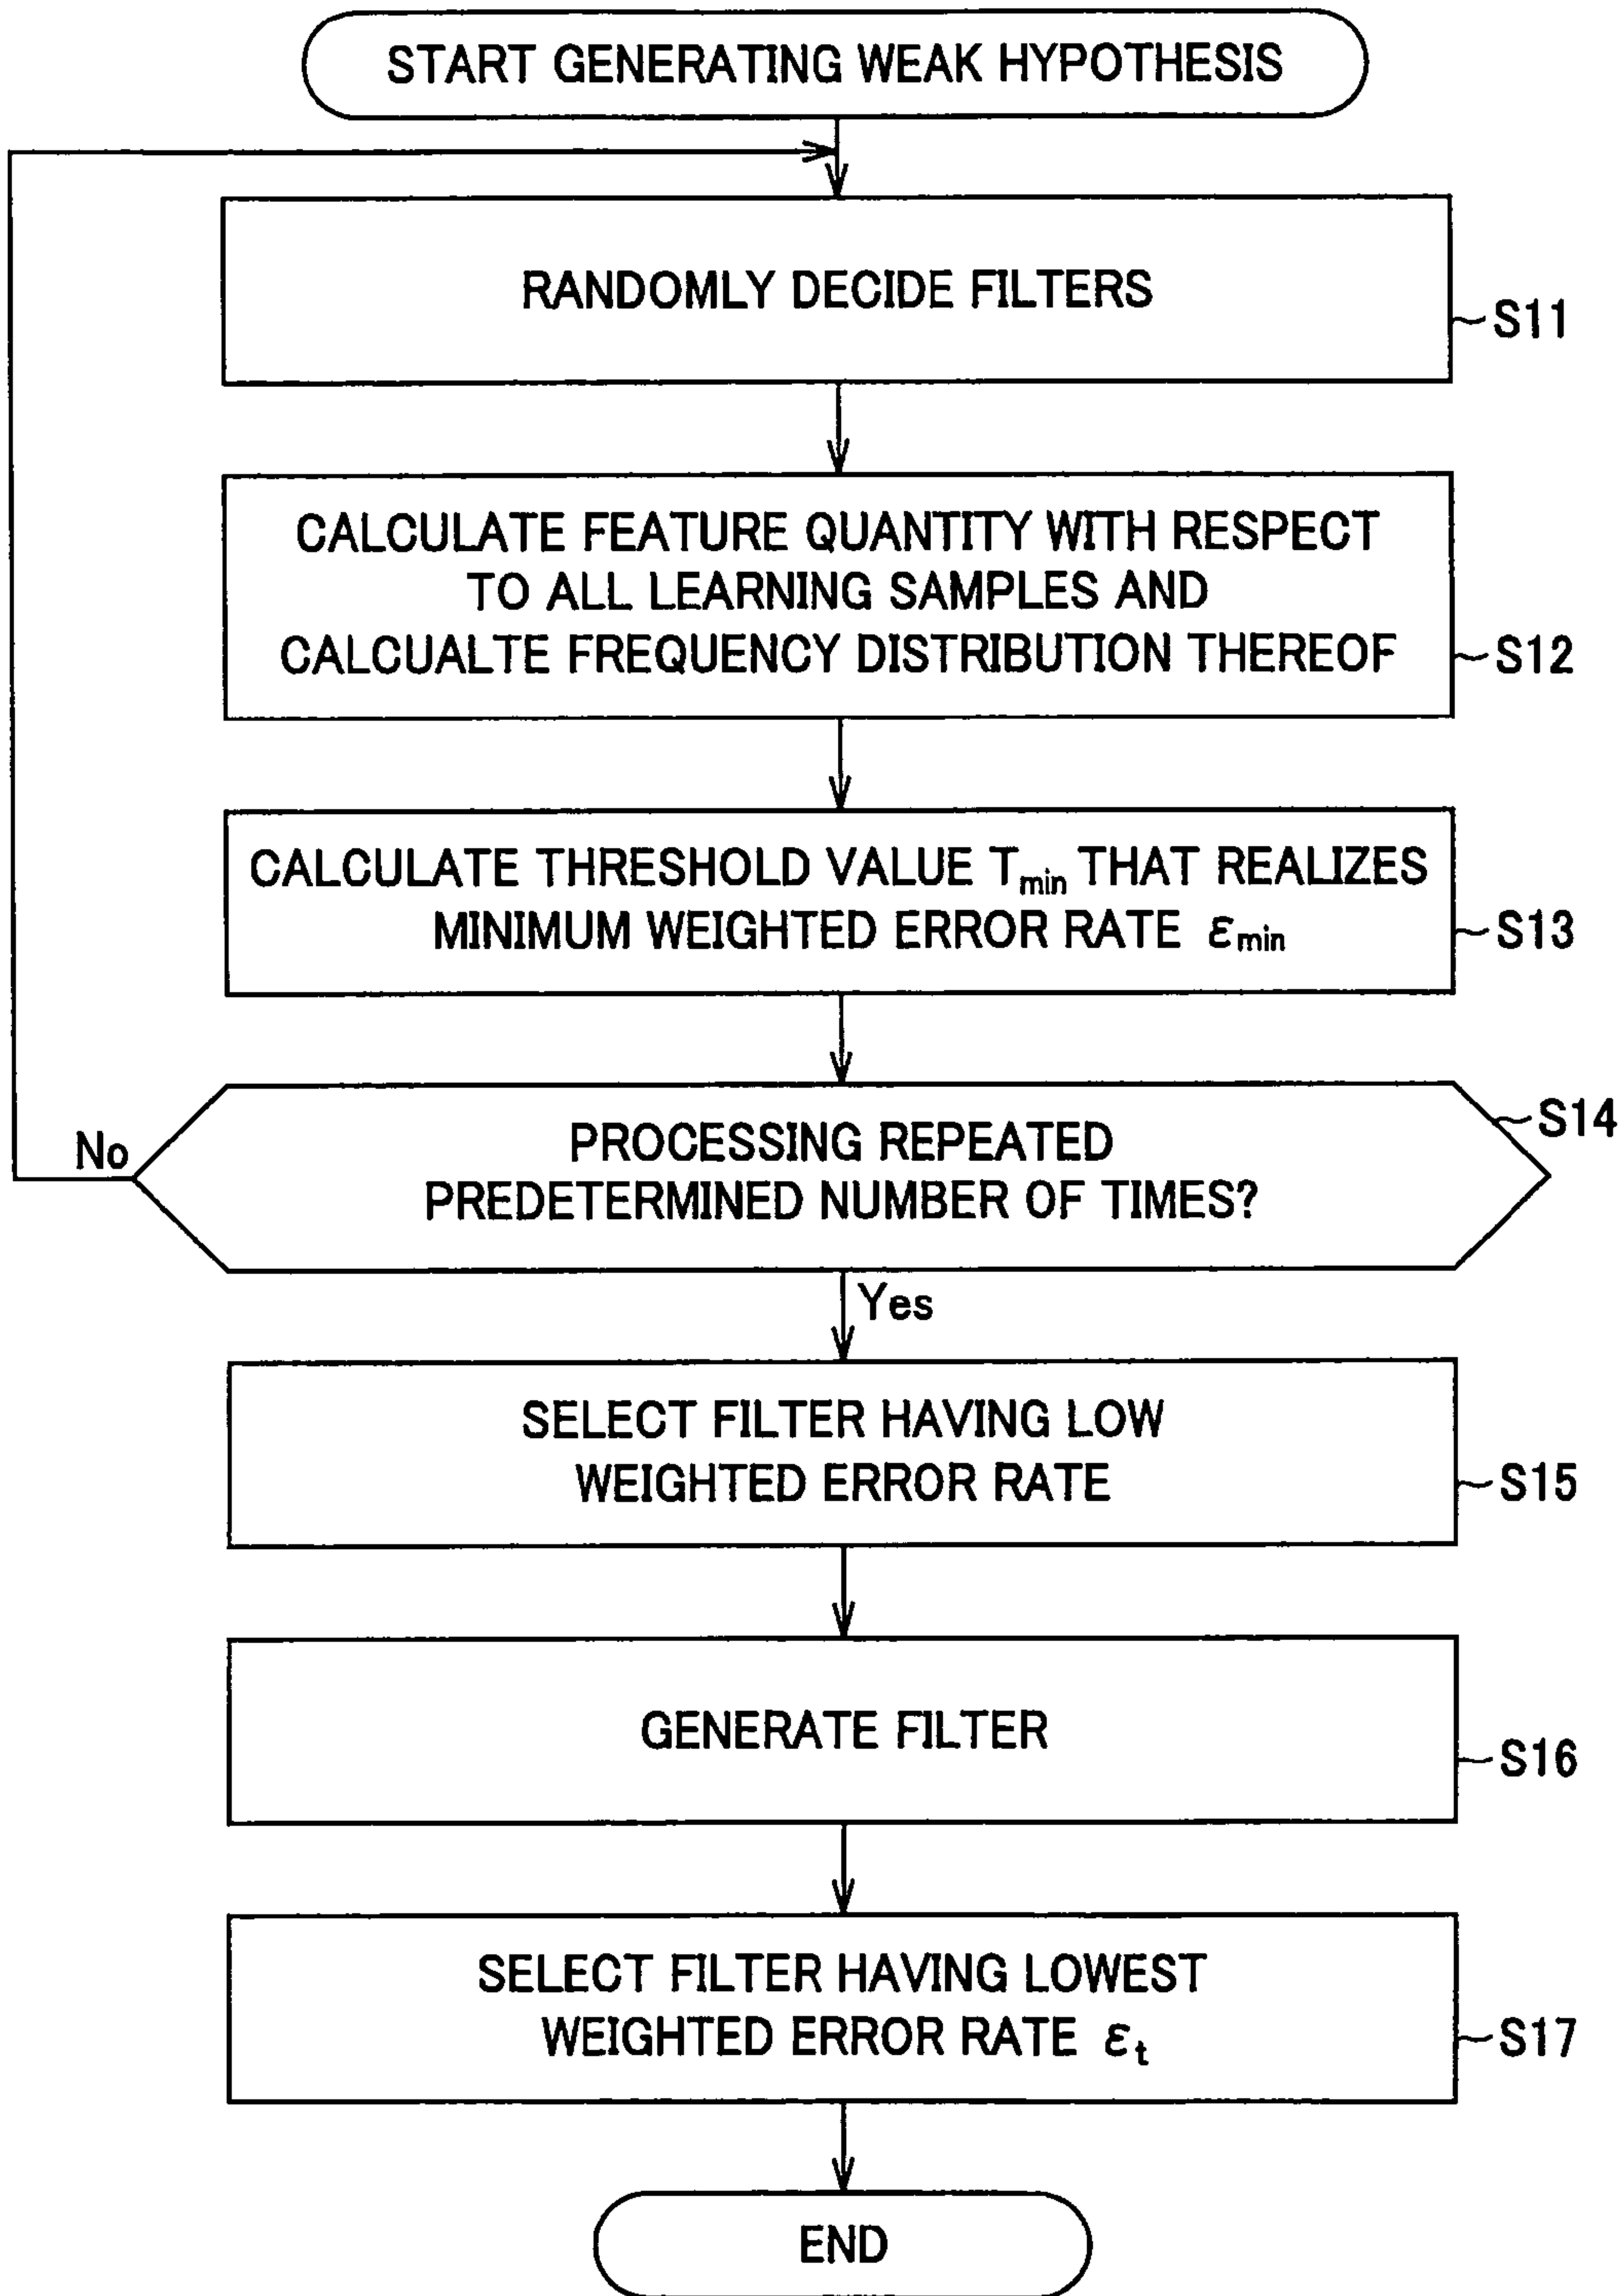 START GENERATING WEAK HYPOTHESIS
RANDOMLY DECIDE FILTERS
S11
CALCULATE FEATURE QUANTITY WITH RESPECT
TO ALL LEARNING SAMPLES AND
CALCUALTE FREQUENCY DISTRIBUTION THEREOF
S12
CALCULATE THRESHOLD VALUE Tmin THAT REALIZES
MINIMUM WEIGHTED ERROR RATE εmin
S13
PROCESSING REPEATED
PREDETERMINED NUMBER OF TIMES?
S14
No
Yes
SELECT FILTER HAVING LOW
WEIGHTED ERROR RATE
S15
GENERATE FILTER
S16
SELECT FILTER HAVING LOWEST
WEIGHTED ERROR RATE εt
S17
END